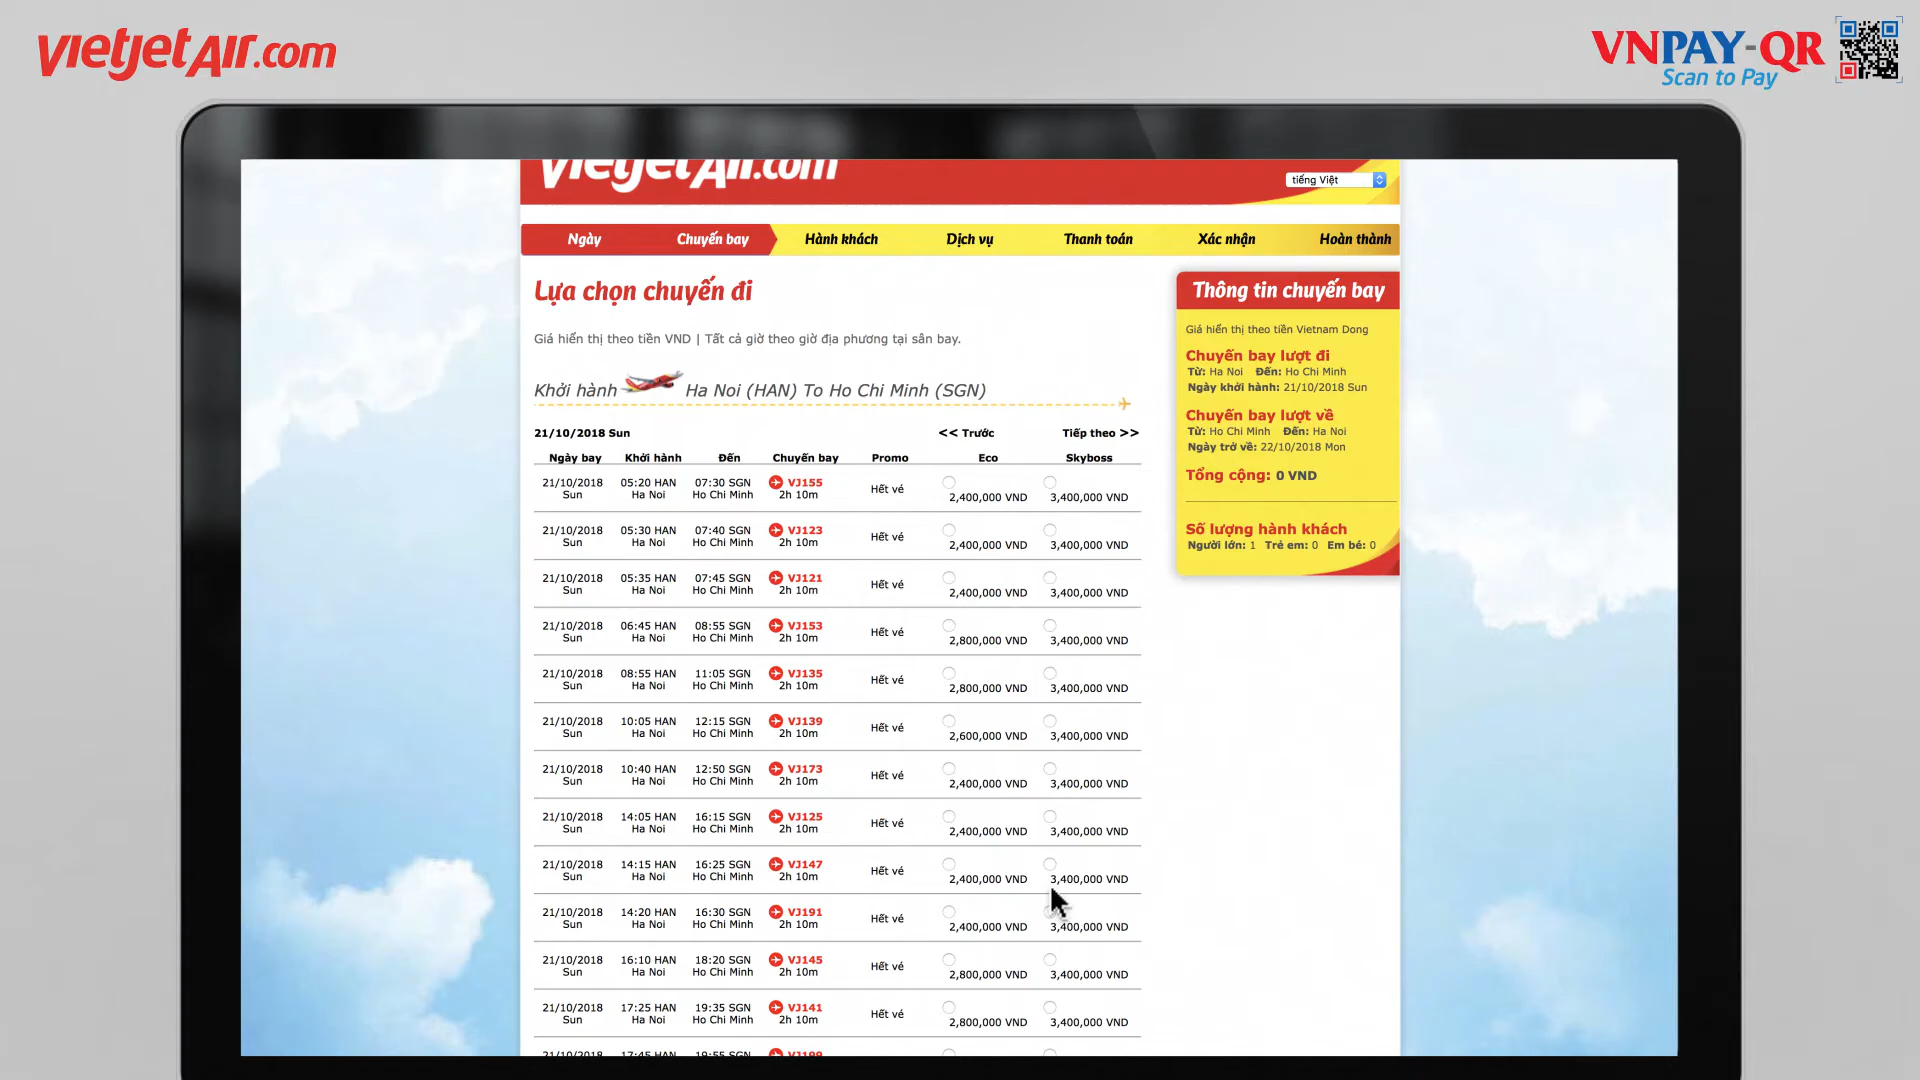 vietjetAir.com
VNPAY-QR
Scan to Pay
vietjetAir.com
tiếng Việt
Ngày Chuyến bay Hành khách Dịch vụ Thanh toán Xác nhận Hoàn thành
Lựa chọn chuyến đi
Giá hiển thị theo tiền VND | Tất cả giờ theo giờ địa phương tại sân bay.
Khởi hành Ha Noi (HAN) To Ho Chi Minh (SGN)
21/10/2018 Sun << Trước Tiếp theo >>
Ngày bay Khởi hành Đến Chuyến bay Promo Eco Skyboss
21/10/2018 05:20 HAN 07:30 SGN VJ155
Sun Ha Noi Ho Chi Minh 2h 10m Hết vé 2,400,000 VND 3,400,000 VND
21/10/2018 05:30 HAN 07:40 SGN VJ123
Sun Ha Noi Ho Chi Minh 2h 10m Hết vé 2,400,000 VND 3,400,000 VND
21/10/2018 05:35 HAN 07:45 SGN VJ121
Sun Ha Noi Ho Chi Minh 2h 10m Hết vé 2,400,000 VND 3,400,000 VND
21/10/2018 06:45 HAN 08:55 SGN VJ153
Sun Ha Noi Ho Chi Minh 2h 10m Hết vé 2,800,000 VND 3,400,000 VND
21/10/2018 08:55 HAN 11:05 SGN VJ135
Sun Ha Noi Ho Chi Minh 2h 10m Hết vé 2,800,000 VND 3,400,000 VND
21/10/2018 10:05 HAN 12:15 SGN VJ139
Sun Ha Noi Ho Chi Minh 2h 10m Hết vé 2,600,000 VND 3,400,000 VND
21/10/2018 10:40 HAN 12:50 SGN VJ173
Sun Ha Noi Ho Chi Minh 2h 10m Hết vé 2,400,000 VND 3,400,000 VND
21/10/2018 14:05 HAN 16:15 SGN VJ125
Sun Ha Noi Ho Chi Minh 2h 10m Hết vé 2,400,000 VND 3,400,000 VND
21/10/2018 14:15 HAN 16:25 SGN VJ147
Sun Ha Noi Ho Chi Minh 2h 10m Hết vé 2,400,000 VND 3,400,000 VND
21/10/2018 14:20 HAN 16:30 SGN VJ191
Sun Ha Noi Ho Chi Minh 2h 10m Hết vé 2,400,000 VND 3,400,000 VND
21/10/2018 16:10 HAN 18:20 SGN VJ145
Sun Ha Noi Ho Chi Minh 2h 10m Hết vé 2,800,000 VND 3,400,000 VND
21/10/2018 17:25 HAN 19:35 SGN VJ141
Sun Ha Noi Ho Chi Minh 2h 10m Hết vé 2,800,000 VND 3,400,000 VND
21/10/2018 17:45 HAN 19:55 SGN
Thông tin chuyến bay
Giá hiển thị theo tiền Vietnam Dong
Chuyến bay lượt đi
Từ: Ha Noi Đến: Ho Chi Minh
Ngày khởi hành: 21/10/2018 Sun
Chuyến bay lượt về
Từ: Ho Chi Minh Đến: Ha Noi
Ngày trở về: 22/10/2018 Mon
Tổng cộng: 0 VND
Số lượng hành khách
Người lớn: 1 Trẻ em: 0 Em bé: 0